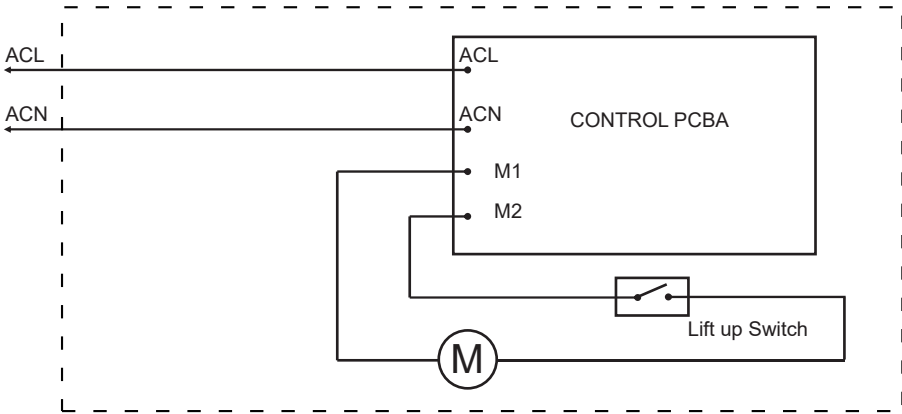 ACL
ACL
ACN
ACN
CONTROL PCBA
M1
M2
Lift up Switch
M